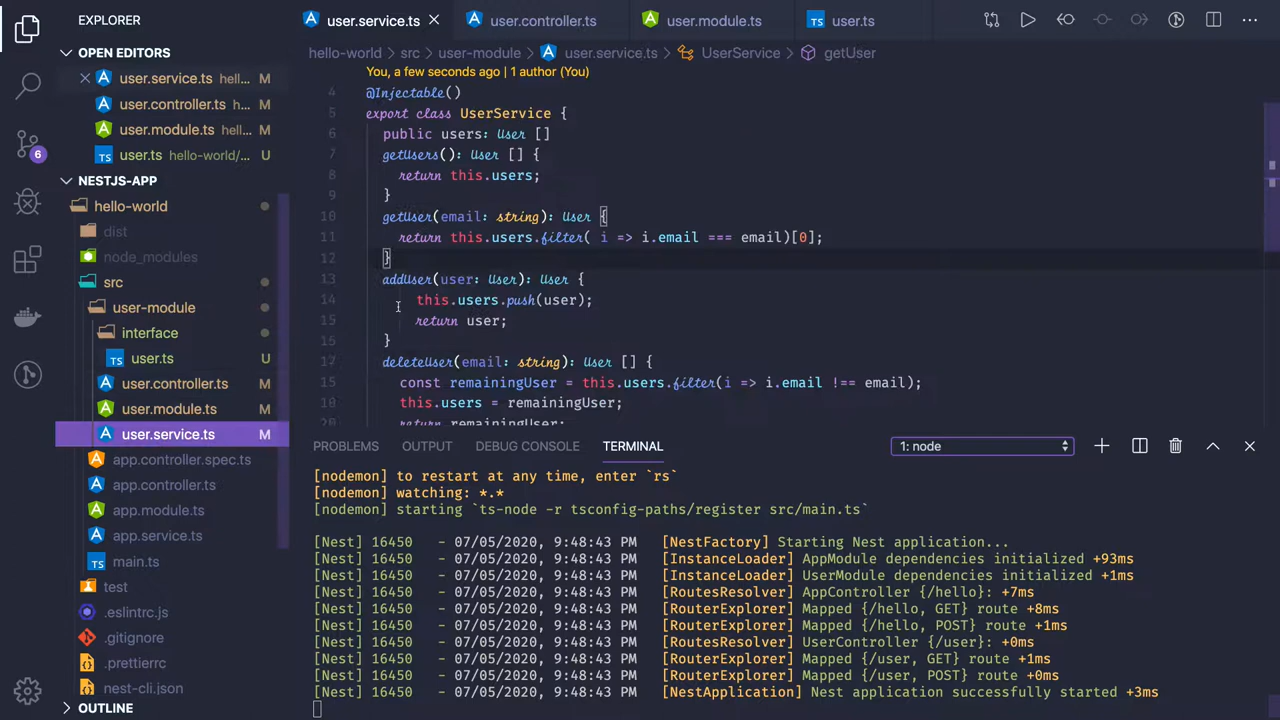 EXPLORER
OPEN EDITORS
user.service.ts hell... M
user.controller.ts h... M
user.module.ts hell... M
TS user.ts hello-world/... U
NESTJS-APP
hello-world
dist
node_modules
src
user-module
interface
TS user.ts U
user.controller.ts M
user.module.ts M
user.service.ts M
app.controller.spec.ts
app.controller.ts
app.module.ts
app.service.ts
TS main.ts
test
.eslintrc.js
.gitignore
.prettierrc
nest-cli.json
OUTLINE
6
user.service.ts user.controller.ts user.module.ts TS user.ts
hello-world › src › user-module › user.service.ts › UserService › getUser
You, a few seconds ago | 1 author (You)
4 @Injectable()
5 export class UserService {
6 public users: User []
7 getUsers(): User [] {
8 return this.users;
9 }
10 getUser(email: string): User {
11 return this.users.filter( i => i.email === email)[0];
12 }
13 addUser(user: User): User {
14 this.users.push(user);
15 return user;
16 }
17 deleteUser(email: string): User [] {
const remainingUser = this.users.filter(i => i.email !== email);
this.users = remainingUser;
return remainingUser;
PROBLEMS OUTPUT DEBUG CONSOLE TERMINAL 1: node
[nodemon] to restart at any time, enter `rs`
[nodemon] watching: *.*
[nodemon] starting `ts-node -r tsconfig-paths/register src/main.ts`
[Nest] 16450 - 07/05/2020, 9:48:43 PM [NestFactory] Starting Nest application...
[Nest] 16450 - 07/05/2020, 9:48:43 PM [InstanceLoader] AppModule dependencies initialized +93ms
[Nest] 16450 - 07/05/2020, 9:48:43 PM [InstanceLoader] UserModule dependencies initialized +1ms
[Nest] 16450 - 07/05/2020, 9:48:43 PM [RoutesResolver] AppController {/hello}: +7ms
[Nest] 16450 - 07/05/2020, 9:48:43 PM [RouterExplorer] Mapped {/hello, GET} route +8ms
[Nest] 16450 - 07/05/2020, 9:48:43 PM [RouterExplorer] Mapped {/hello, POST} route +1ms
[Nest] 16450 - 07/05/2020, 9:48:43 PM [RoutesResolver] UserController {/user}: +0ms
[Nest] 16450 - 07/05/2020, 9:48:43 PM [RouterExplorer] Mapped {/user, GET} route +1ms
[Nest] 16450 - 07/05/2020, 9:48:43 PM [RouterExplorer] Mapped {/user, POST} route +0ms
[Nest] 16450 - 07/05/2020, 9:48:43 PM [NestApplication] Nest application successfully started +3ms